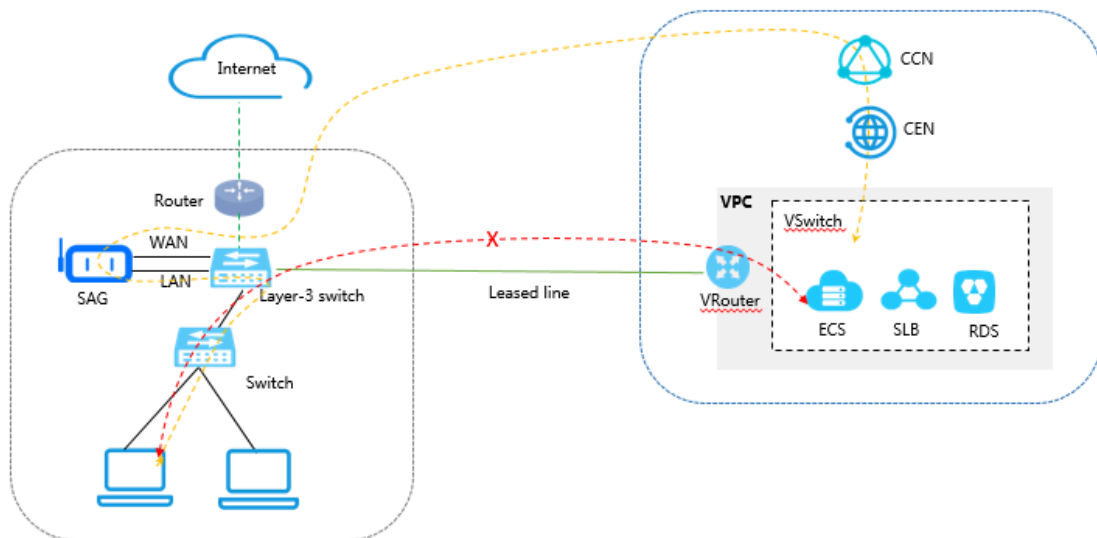 Internet
CCN
CEN
Router
VPC
VSwitch
WAN
X
LAN
SAG
Layer-3 switch
Leased line
VRouter
ECS
SLB
RDS
Switch